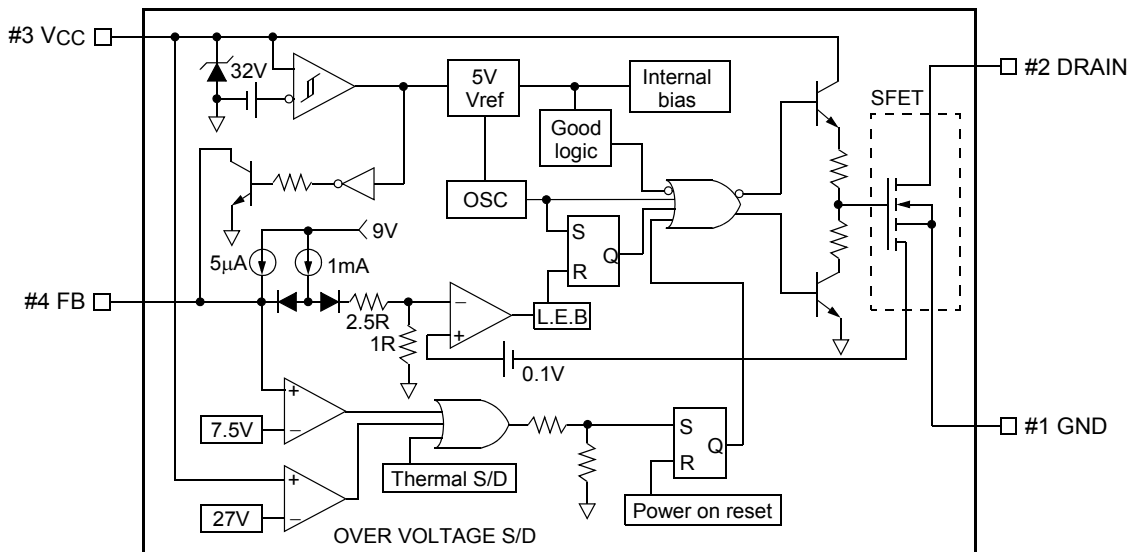 #3 VCC
#2 DRAIN
32V
5V
Vref
Internal
bias
SFET
Good
logic
OSC
S
R
Q
9V
5µA
1mA
#4 FB
2.5R
1R
−
+
L.E.B
0.1V
+
−
7.5V
Thermal S/D
S
R
Q
#1 GND
+
−
27V
Power on reset
OVER VOLTAGE S/D